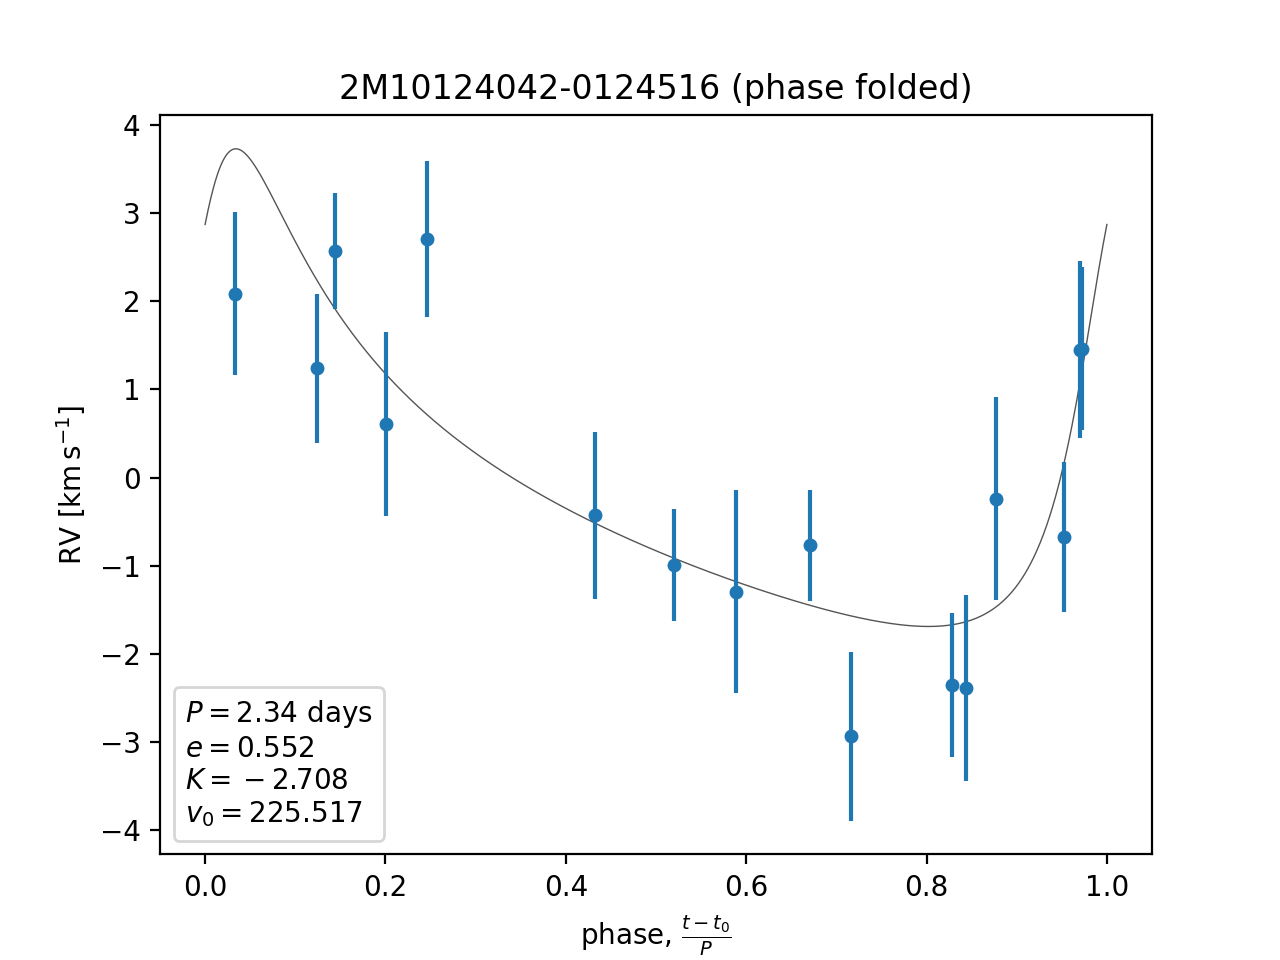 2M10124042-0124516 (phase folded)
RV [km s⁻¹]
4
3
2
1
0
−1
−2
−3
−4
P = 2.34 days
e = 0.552
K = −2.708
v₀ = 225.517
0.0 0.2 0.4 0.6 0.8 1.0
phase, (t − t₀)/P